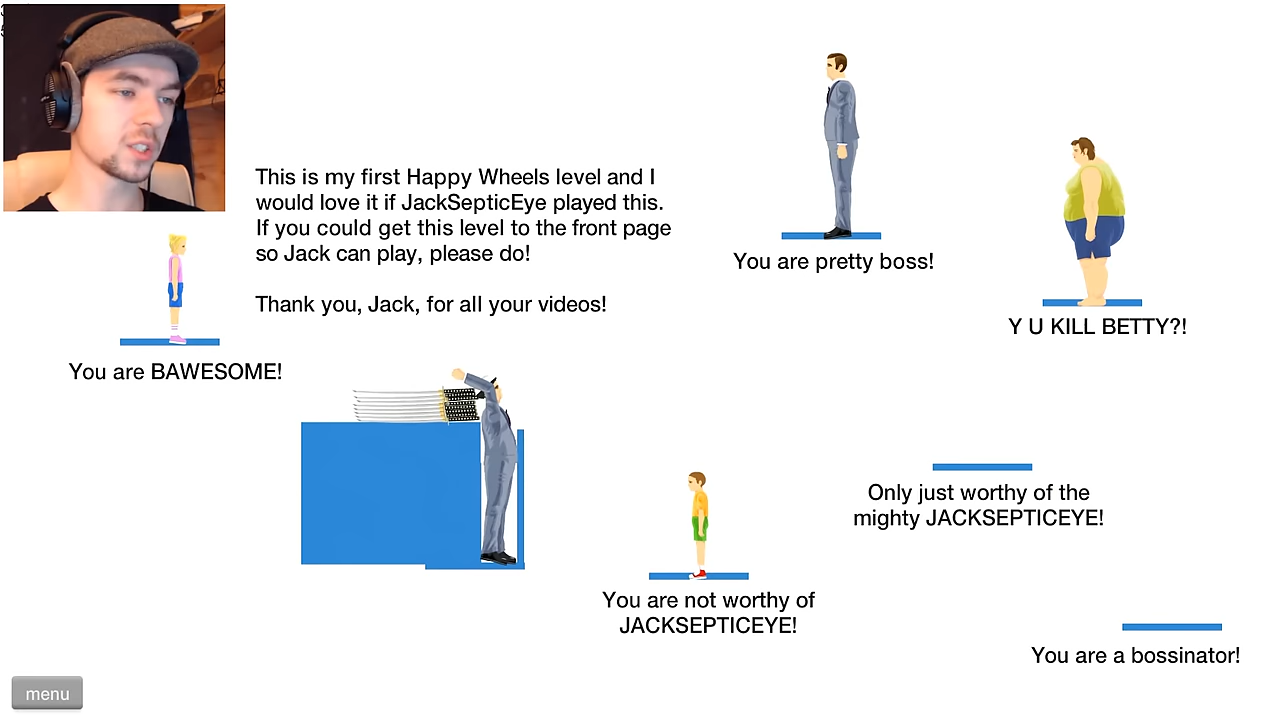 This is my first Happy Wheels level and I
would love it if JackSepticEye played this.
If you could get this level to the front page
so Jack can play, please do!
Thank you, Jack, for all your videos!
You are pretty boss!
Y U KILL BETTY?!
You are BAWESOME!
Only just worthy of the
mighty JACKSEPTICEYE!
You are not worthy of
JACKSEPTICEYE!
You are a bossinator!
menu